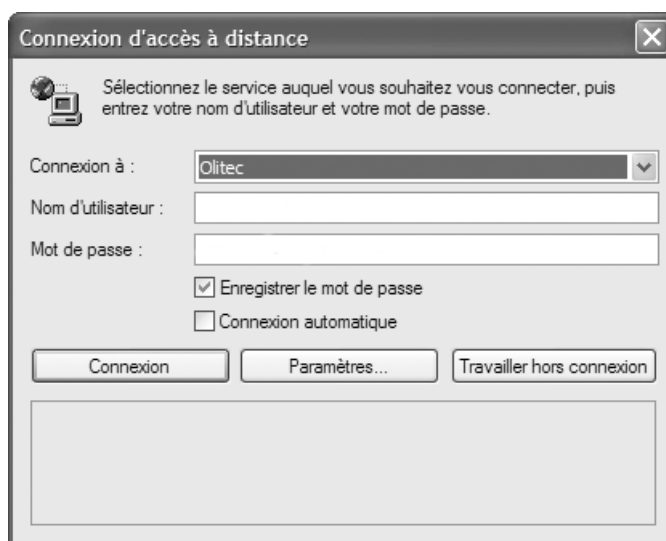 Connexion d'accès à distance
Sélectionnez le service auquel vous souhaitez vous connecter, puis
entrez votre nom d'utilisateur et votre mot de passe.
Connexion à : Olitec
Nom d'utilisateur :
Mot de passe :
Enregistrer le mot de passe
Connexion automatique
Connexion Paramètres... Travailler hors connexion